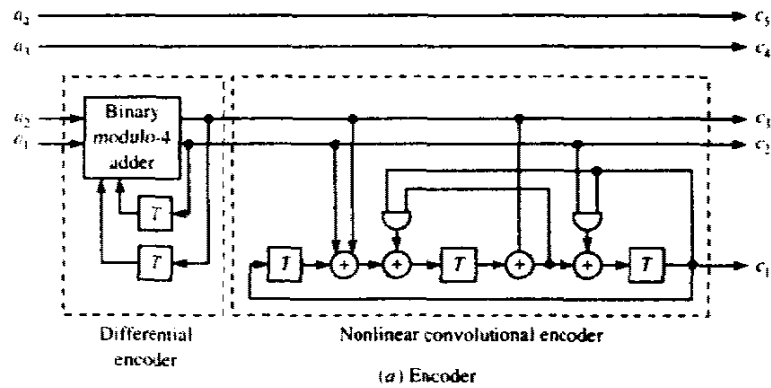 a₄ c₅
a₃ c₄
a₂ Binary modulo-4 adder c₃
a₁ c₂
T
T
T + + T + + T c₁
Differential encoder
Nonlinear convolutional encoder
(a) Encoder